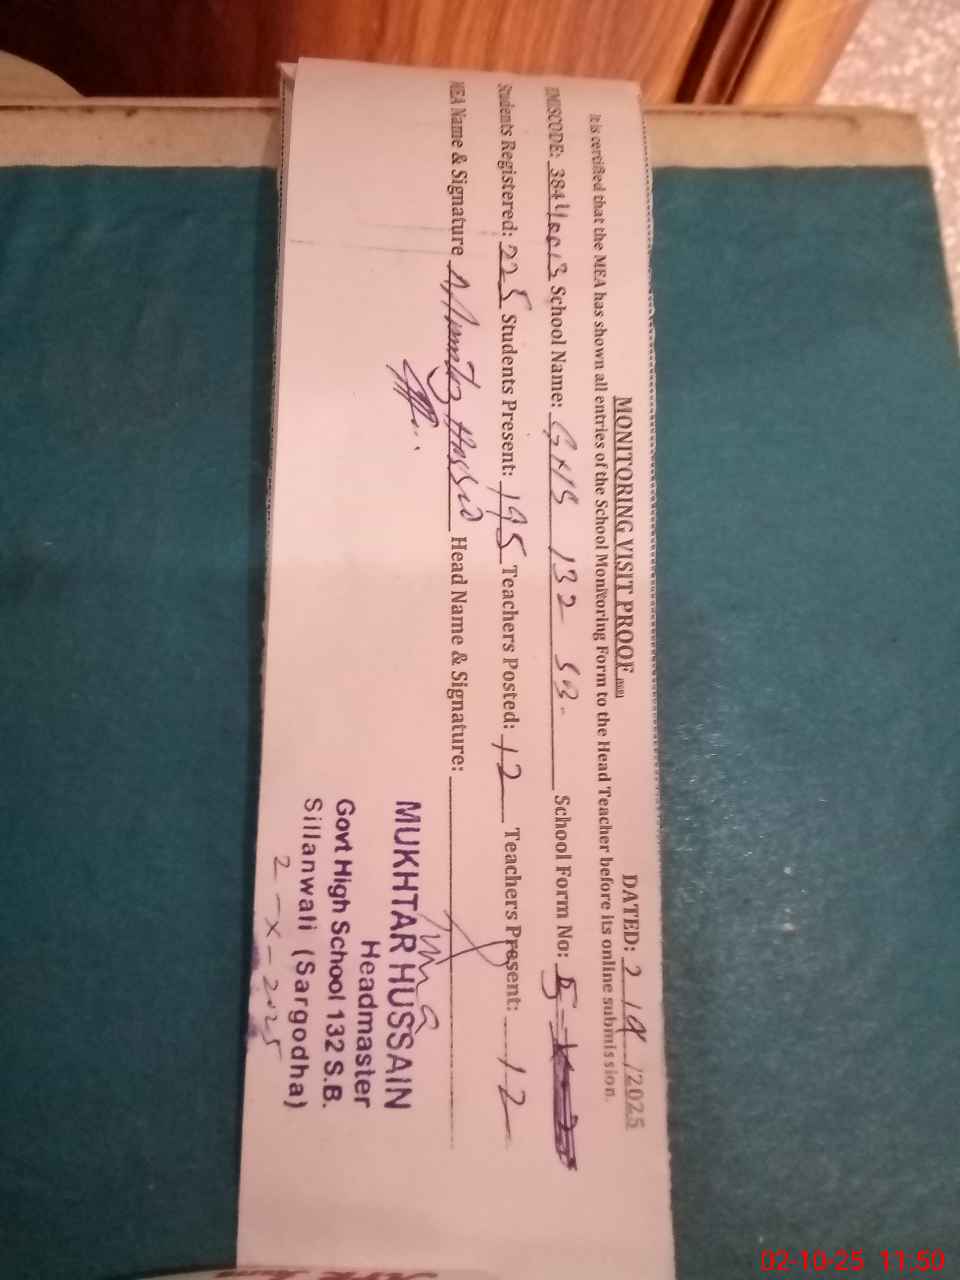 MONITORING VISIT PROOF DATED: 2/10/2025
It is certified that the MEA has shown all entries of the School Monitoring Form to the Head Teacher before its online submission.
EMISCODE: 38440013 School Name: GHS 132 SB. School Form No: 5
Students Registered: 225 Students Present: 195 Teachers Posted: 12 Teachers Present: 12
MEA Name & Signature Head Name & Signature:
MUKHTAR HUSSAIN
Headmaster
Govt High School 132 S.B.
Sillanwali (Sargodha)
2-X-2025
02-10-25 11:50